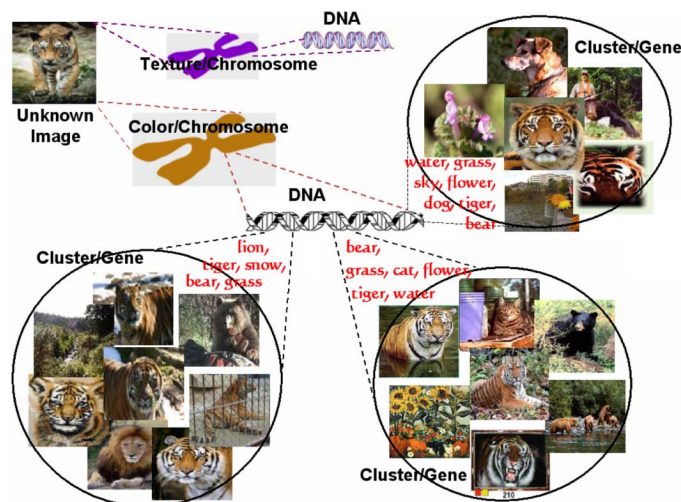 DNA
Texture/Chromosome
Unknown
Image
Color/Chromosome
Cluster/Gene
water, grass,
sky, flower,
dog, tiger,
bear
DNA
Cluster/Gene
lion,
tiger, snow,
bear, grass
bear,
grass, cat, flower,
tiger, water
Cluster/Gene
210